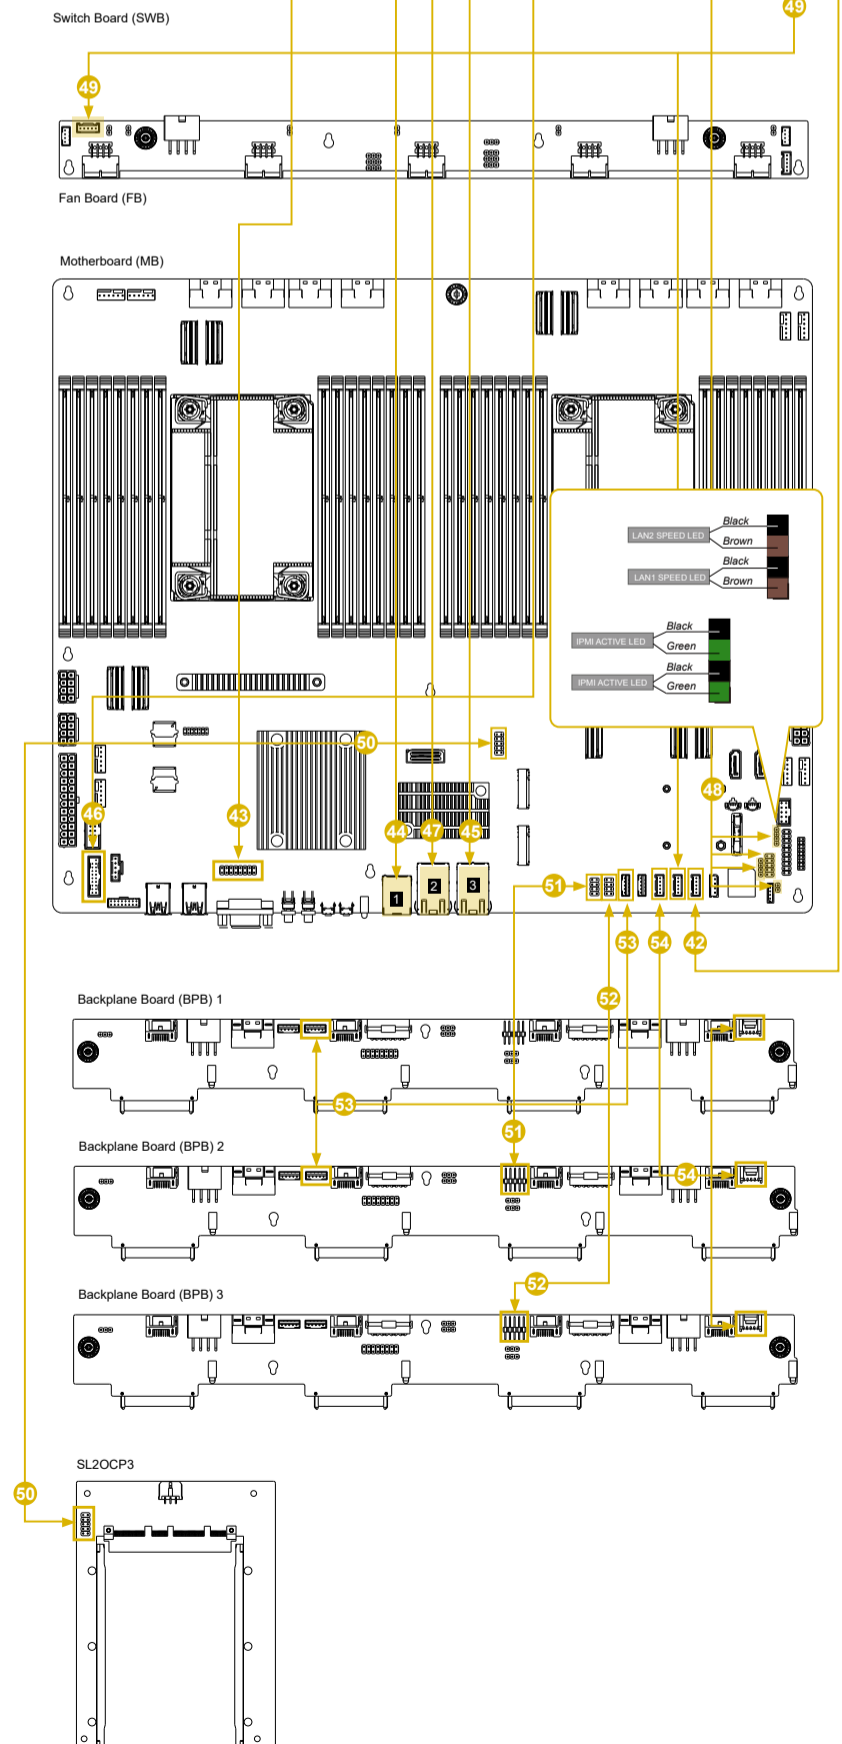 Switch Board (SWB)
49
49
Fan Board (FB)
Motherboard (MB)
Black
LAN2 SPEED LED
Brown
Black
LAN1 SPEED LED
Brown
Black
IPMI ACTIVE LED
Green
Black
IPMI ACTIVE LED
Green
50
48
46
43
44
47
45
1
2
3
51
53
54
42
52
Backplane Board (BPB) 1
53
51
Backplane Board (BPB) 2
54
52
Backplane Board (BPB) 3
SL2OCP3
50